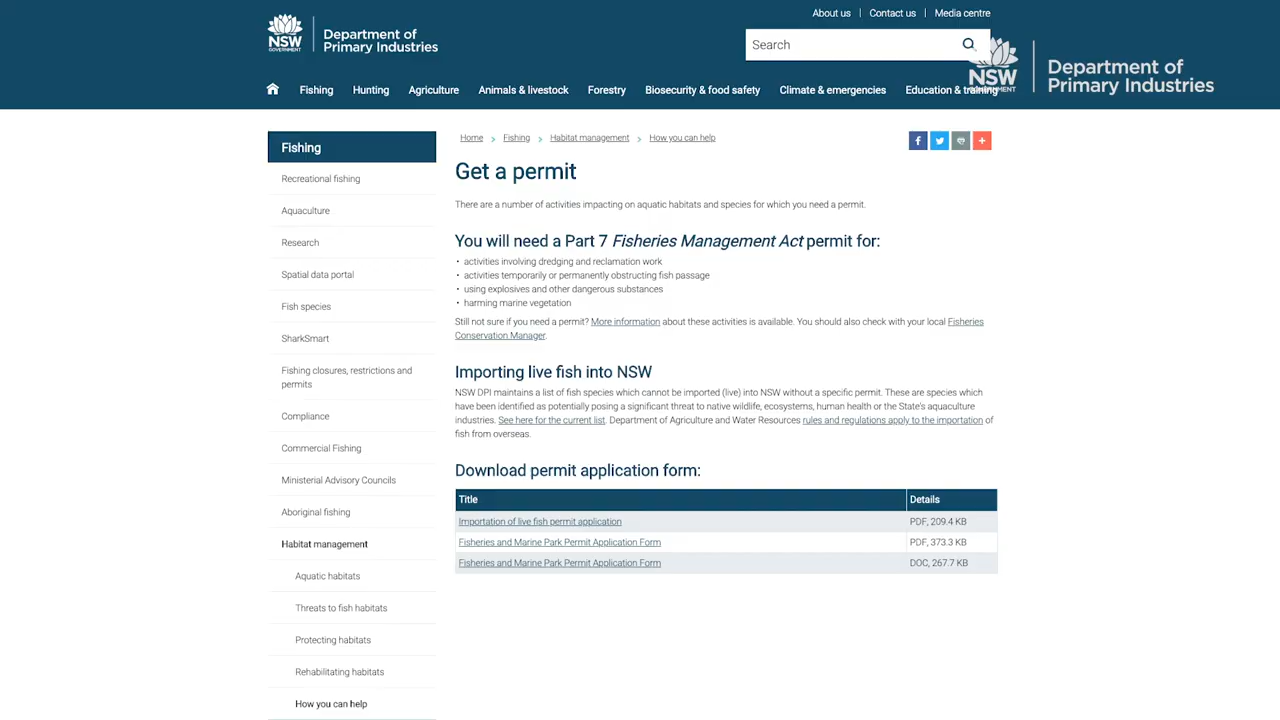 About us | Contact us | Media centre
NSW GOVERNMENT Department of
Primary Industries
Search
NSW GOVERNMENT Department of
Primary Industries
Fishing Hunting Agriculture Animals & livestock Forestry Biosecurity & food safety Climate & emergencies Education & training
Fishing
Recreational fishing
Aquaculture
Research
Spatial data portal
Fish species
SharkSmart
Fishing closures, restrictions and
permits
Compliance
Commercial Fishing
Ministerial Advisory Councils
Aboriginal fishing
Habitat management
Aquatic habitats
Threats to fish habitats
Protecting habitats
Rehabilitating habitats
How you can help
Home > Fishing > Habitat management > How you can help
Get a permit
There are a number of activities impacting on aquatic habitats and species for which you need a permit.
You will need a Part 7 Fisheries Management Act permit for:
• activities involving dredging and reclamation work
• activities temporarily or permanently obstructing fish passage
• using explosives and other dangerous substances
• harming marine vegetation
Still not sure if you need a permit? More information about these activities is available. You should also check with your local Fisheries
Conservation Manager.
Importing live fish into NSW
NSW DPI maintains a list of fish species which cannot be imported (live) into NSW without a specific permit. These are species which
have been identified as potentially posing a significant threat to native wildlife, ecosystems, human health or the State's aquaculture
industries. See here for the current list. Department of Agriculture and Water Resources rules and regulations apply to the importation of
fish from overseas.
Download permit application form:
Title Details
Importation of live fish permit application PDF, 209.4 KB
Fisheries and Marine Park Permit Application Form PDF, 373.3 KB
Fisheries and Marine Park Permit Application Form DOC, 267.7 KB